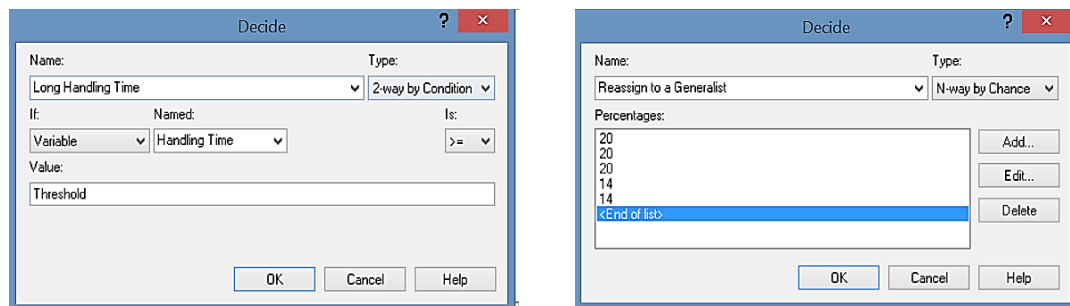 Decide
? ×
Name:
Type:
Long Handling Time
2-way by Condition
If:
Named:
Is:
Variable
Handling Time
>=
Value:
Threshold
OK
Cancel
Help
Decide
? ×
Name:
Type:
Reassign to a Generalist
N-way by Chance
Percentages:
20
20
20
14
14
<End of list>
Add...
Edit...
Delete
OK
Cancel
Help